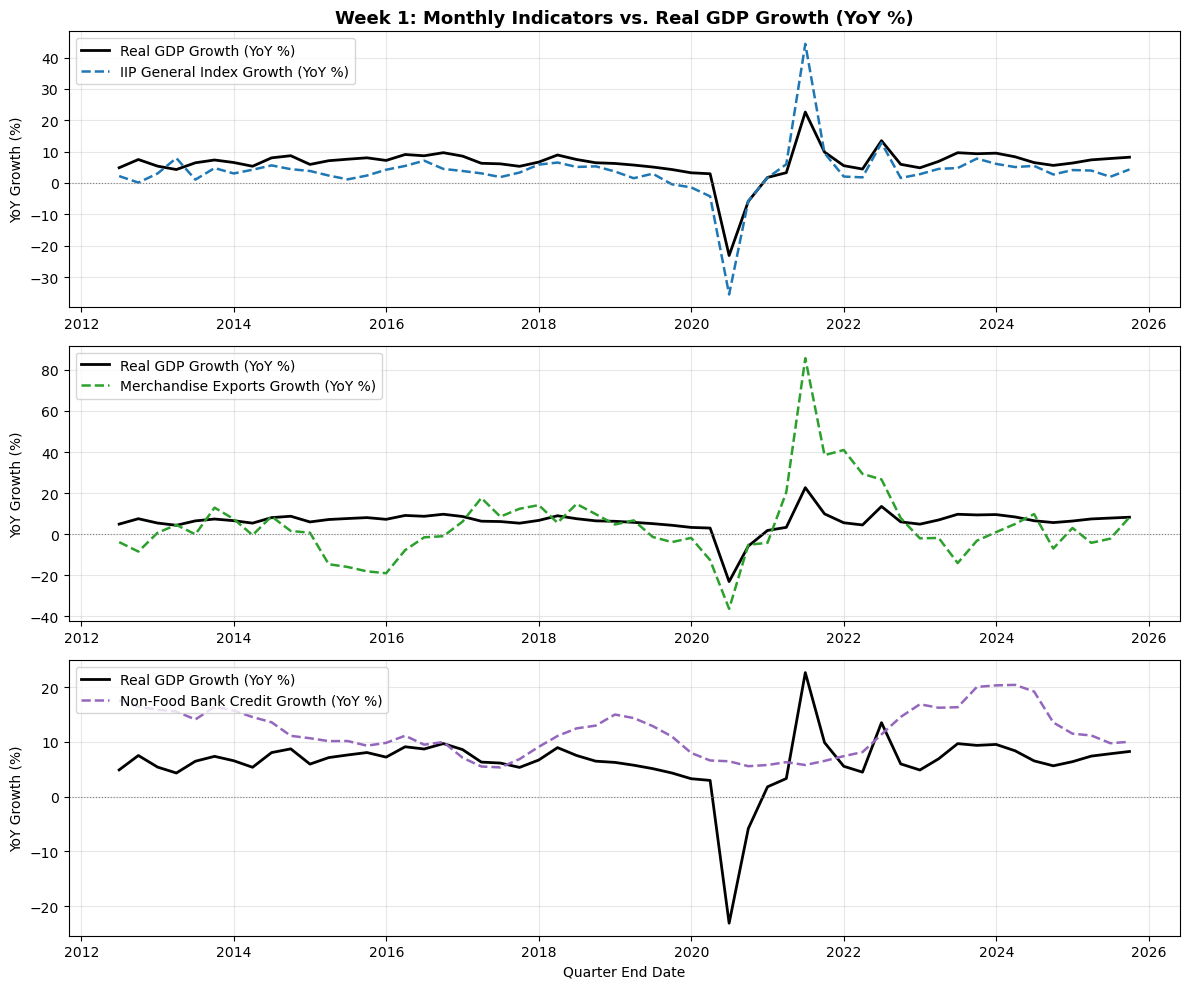 Week 1: Monthly Indicators vs. Real GDP Growth (YoY %)
Real GDP Growth (YoY %)
IIP General Index Growth (YoY %)
YoY Growth (%)
40
30
20
10
0
−10
−20
−30
2012 2014 2016 2018 2020 2022 2024 2026
Real GDP Growth (YoY %)
Merchandise Exports Growth (YoY %)
YoY Growth (%)
80
60
40
20
0
−20
−40
2012 2014 2016 2018 2020 2022 2024 2026
Real GDP Growth (YoY %)
Non-Food Bank Credit Growth (YoY %)
YoY Growth (%)
20
10
0
−10
−20
2012 2014 2016 2018 2020 2022 2024 2026
Quarter End Date